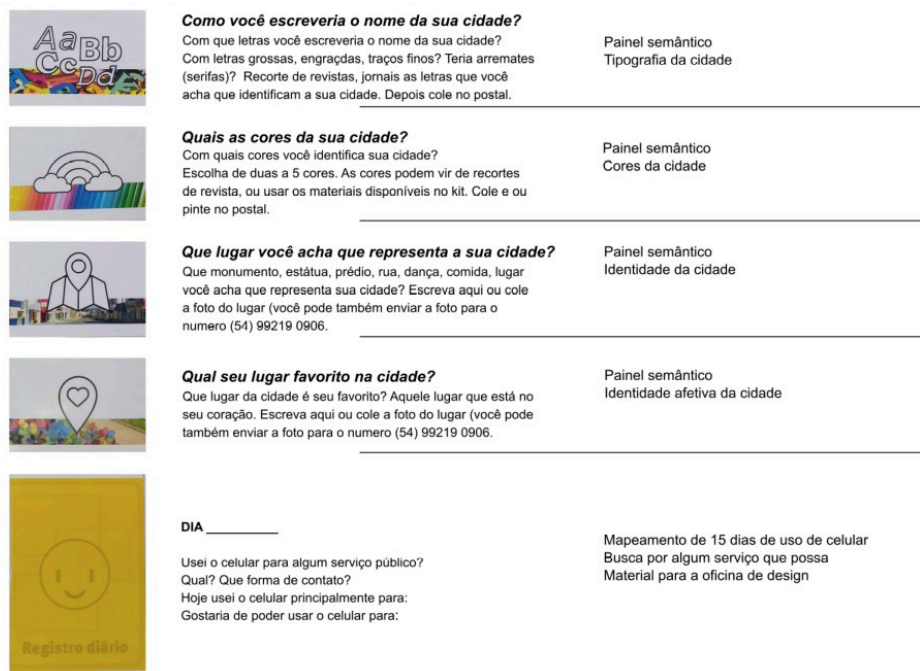 Aa Bb
Cc Dd
Como você escreveria o nome da sua cidade?
Com que letras você escreveria o nome da sua cidade?
Com letras grossas, engraçdas, traços finos? Teria arremates
(serifas)? Recorte de revistas, jornais as letras que você
acha que identificam a sua cidade. Depois cole no postal.
Painel semântico
Tipografia da cidade
Quais as cores da sua cidade?
Com quais cores você identifica sua cidade?
Escolha de duas a 5 cores. As cores podem vir de recortes
de revista, ou usar os materiais disponíveis no kit. Cole e ou
pinte no postal.
Painel semântico
Cores da cidade
Que lugar você acha que representa a sua cidade?
Que monumento, estátua, prédio, rua, dança, comida, lugar
você acha que representa sua cidade? Escreva aqui ou cole
a foto do lugar (você pode também enviar a foto para o
numero (54) 99219 0906.
Painel semântico
Identidade da cidade
Qual seu lugar favorito na cidade?
Que lugar da cidade é seu favorito? Aquele lugar que está no
seu coração. Escreva aqui ou cole a foto do lugar (você pode
também enviar a foto para o numero (54) 99219 0906.
Painel semântico
Identidade afetiva da cidade
Registro diário
DIA ________
Usei o celular para algum serviço público?
Qual? Que forma de contato?
Hoje usei o celular principalmente para:
Gostaria de poder usar o celular para:
Mapeamento de 15 dias de uso de celular
Busca por algum serviço que possa
Material para a oficina de design